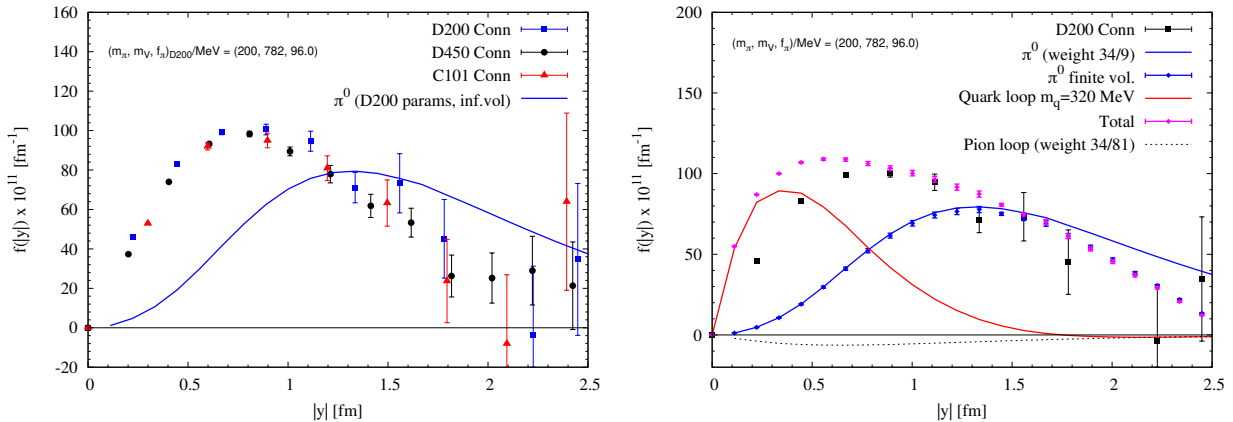 160
140
120
100
80
60
40
20
0
-20
f(|y|) x 10¹¹ [fm⁻¹]
(m_π, m_V, f_π)_D200/MeV = (200, 782, 96.0)
D200 Conn
D450 Conn
C101 Conn
π⁰ (D200 params, inf.vol)
0 0.5 1 1.5 2 2.5
|y| [fm]
200
150
100
50
0
-50
f(|y|) x 10¹¹ [fm⁻¹]
(m_π, m_V, f_π)/MeV = (200, 782, 96.0)
D200 Conn
π⁰ (weight 34/9)
π⁰ finite vol.
Quark loop m_q=320 MeV
Total
Pion loop (weight 34/81)
0 0.5 1 1.5 2 2.5
|y| [fm]